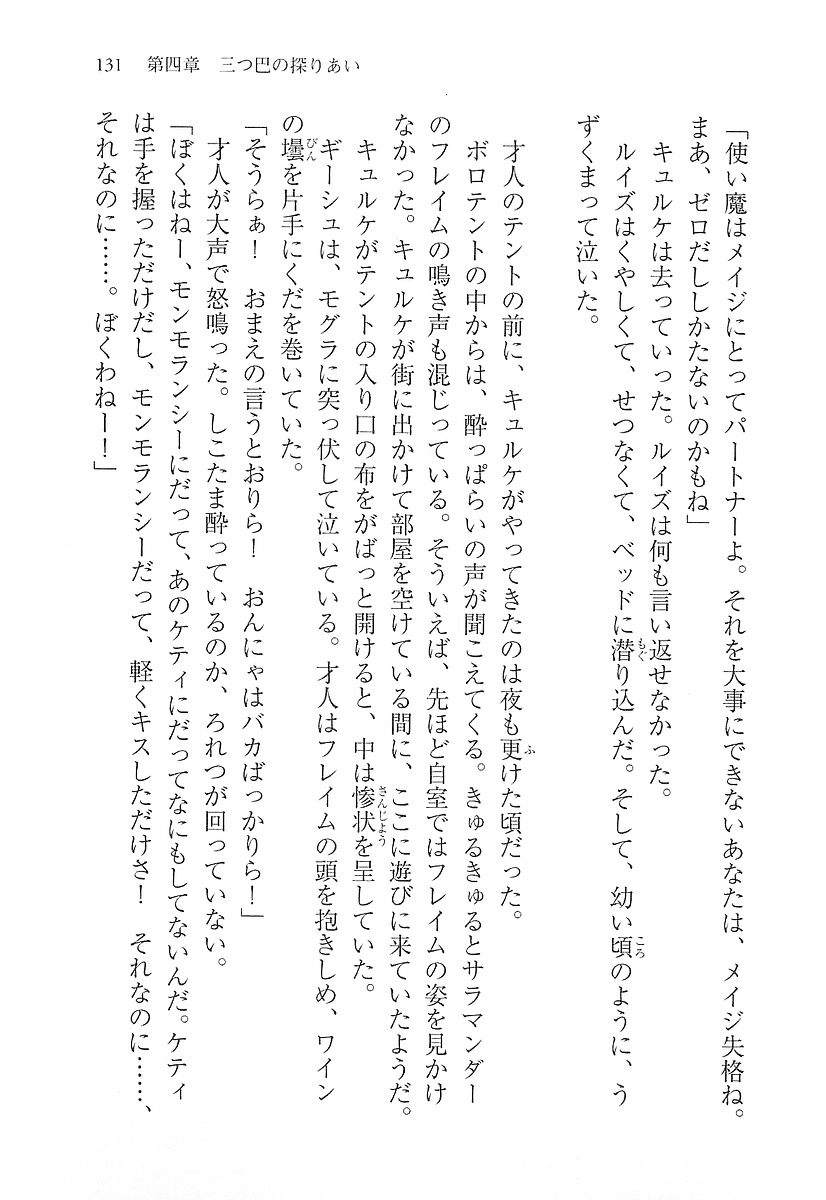 131　第四章　三つ巴の探りあい
「使い魔はメイジにとってパートナーよ。それを大事にできないあなたは、メイジ失格ね。
まあ、ゼロだししかたないのかもね」
　キュルケは去っていった。ルイズは何も言い返せなかった。
　ルイズはくやしくて、せつなくて、ベッドに潜り込んだ。そして、幼い頃のように、う
ずくまって泣いた。
　才人のテントの前に、キュルケがやってきたのは夜も更けた頃だった。
　ボロテントの中からは、酔っぱらいの声が聞こえてくる。きゅるきゅるとサラマンダー
のフレイムの鳴き声も混じっている。そういえば、先ほど自室ではフレイムの姿を見かけ
なかった。キュルケが街に出かけて部屋を空けている間に、ここに遊びに来ていたようだ。
　キュルケがテントの入り口の布をがばっと開けると、中は惨状を呈していた。
　ギーシュは、モグラに突っ伏して泣いている。才人はフレイムの頭を抱きしめ、ワイン
の壜を片手にくだを巻いていた。
「そうらぁ！　おまえの言うとおりら！　おんにゃはバカばっかりら！」
　才人が大声で怒鳴った。しこたま酔っているのか、ろれつが回っていない。
「ぼくはねー、モンモランシーにだって、あのケティにだってなにもしてないんだ。ケティ
は手を握っただけだし、モンモランシーだって、軽くキスしただけさ！　それなのに……、
それなのに……。ぼくわねー！」